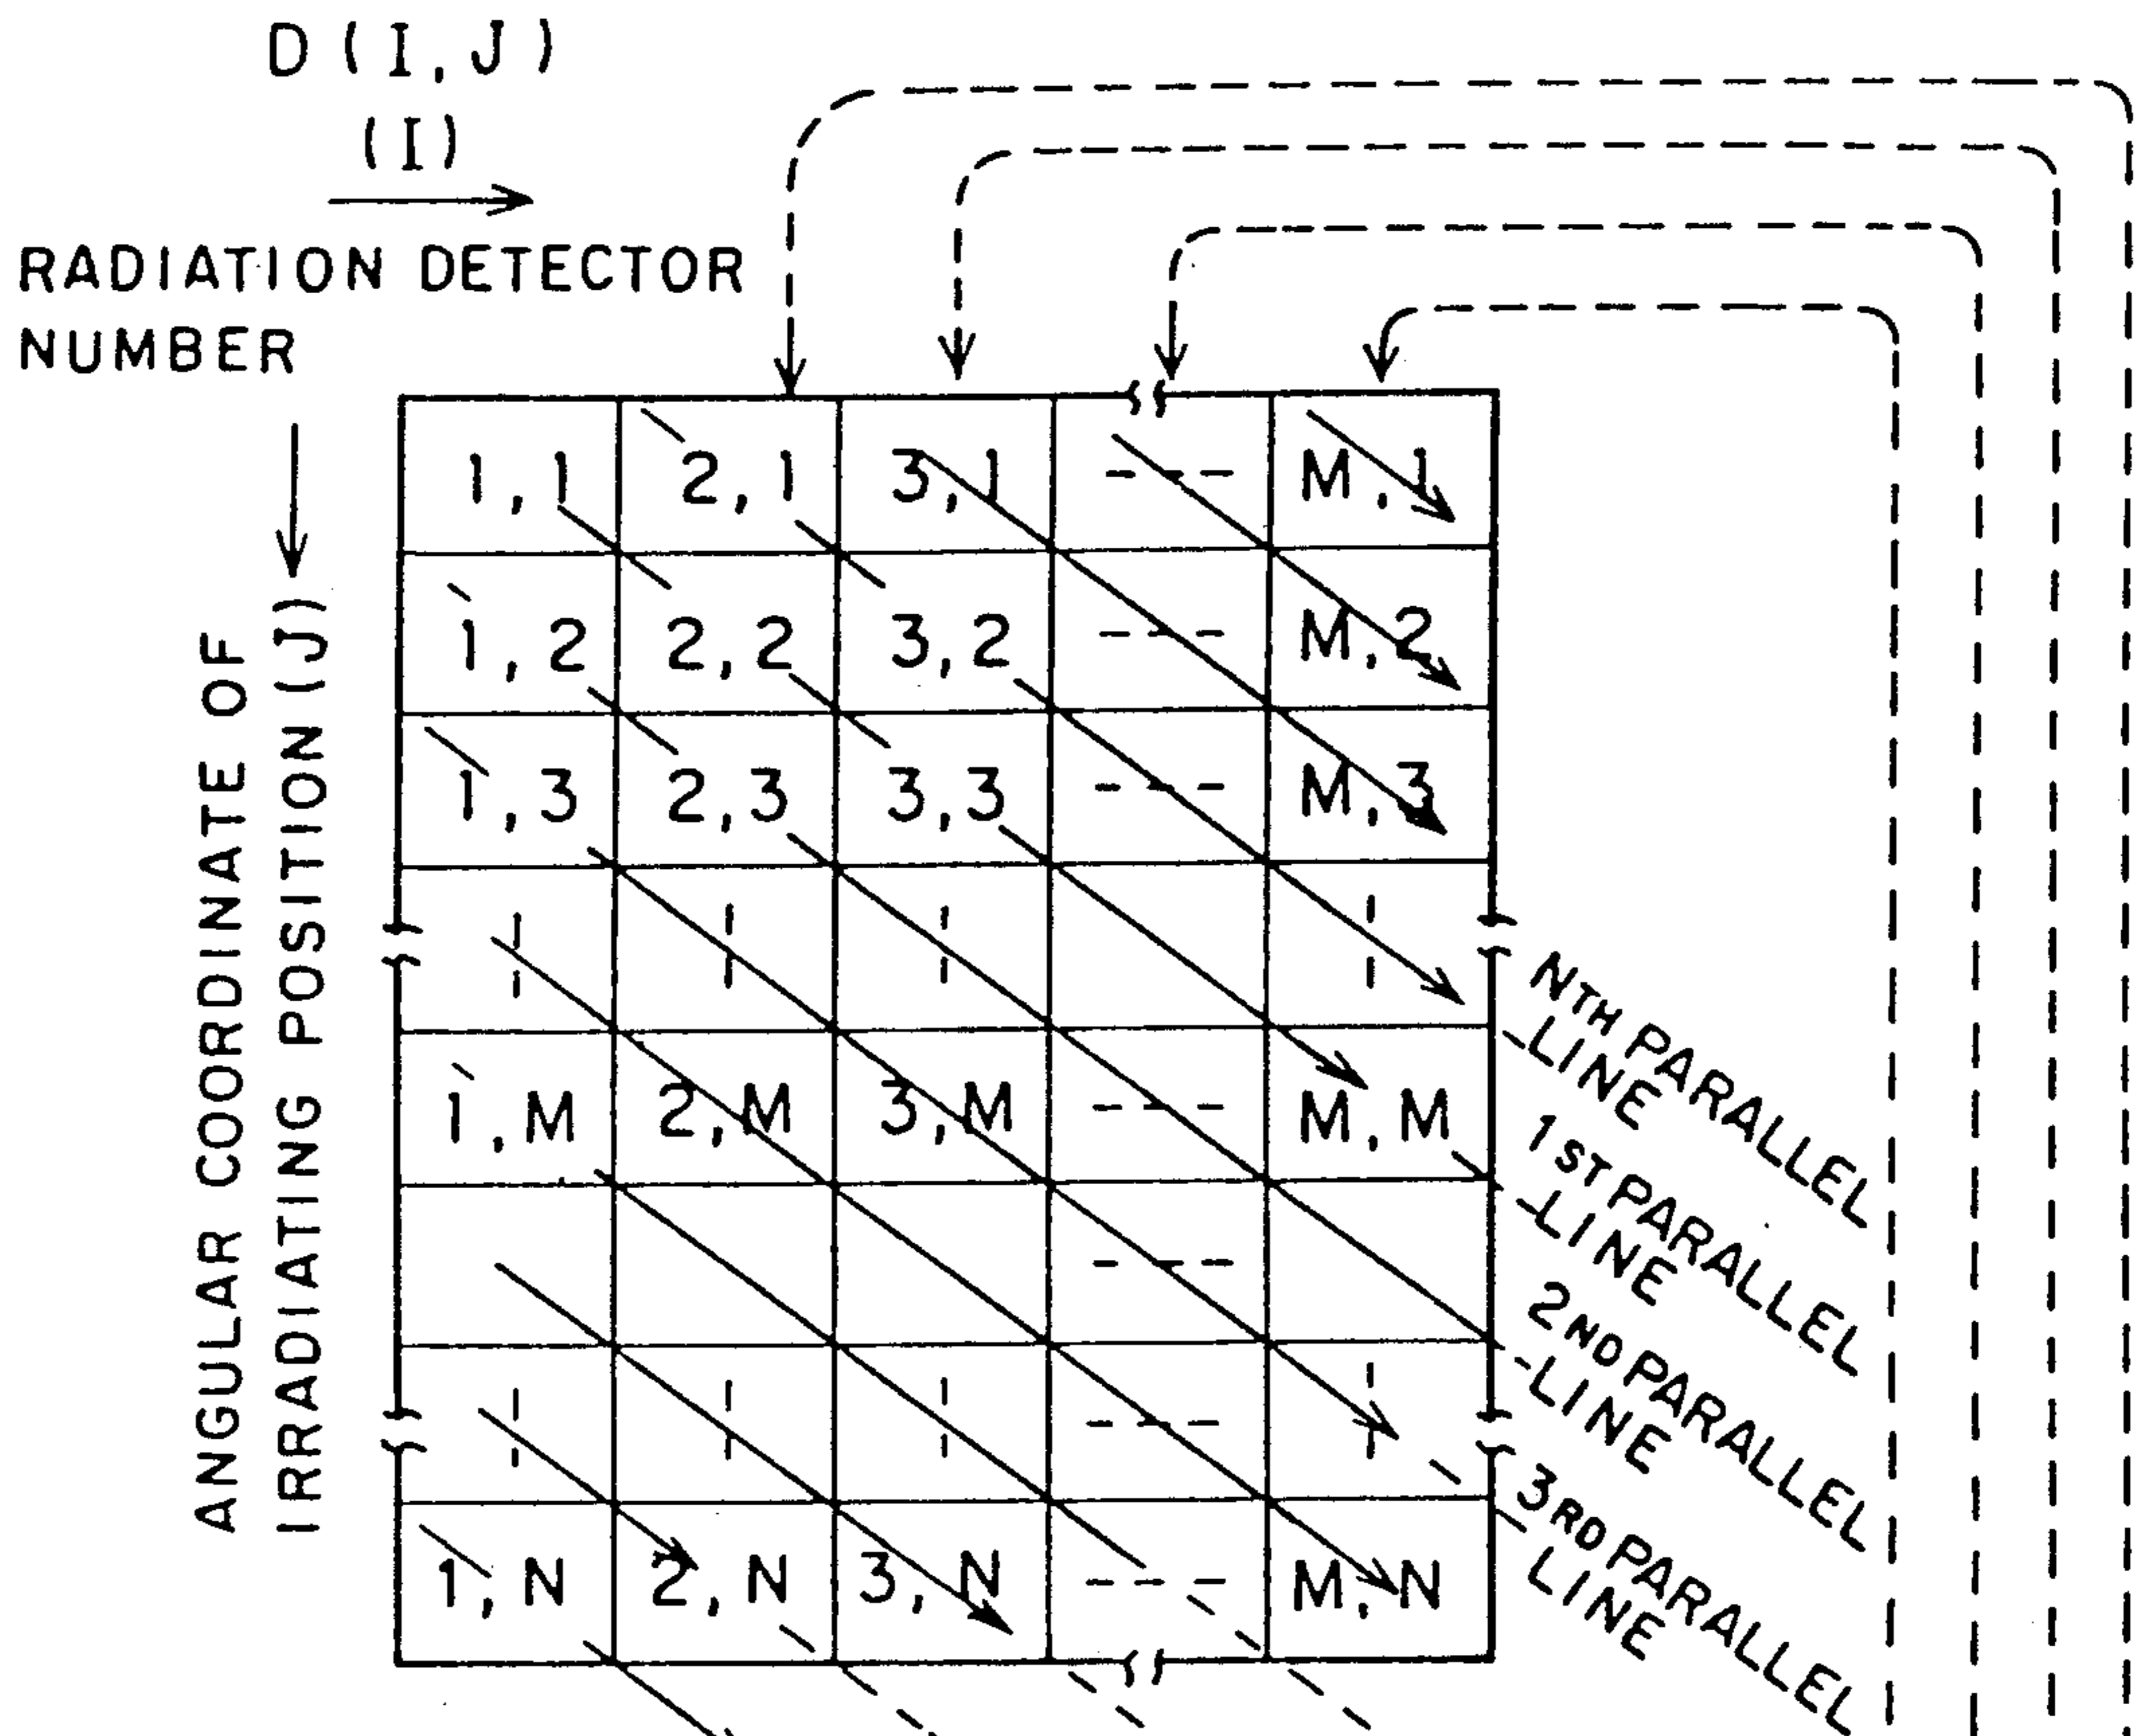 D(I,J)
(I)
RADIATION DETECTOR
NUMBER
ANGULAR COORDINATE OF
IRRADIATING POSITION (J)
1,1 2,1 3,1 --- M,1
1,2 2,2 3,2 --- M,2
1,3 2,3 3,3 --- M,3
1,M 2,M 3,M --- M,M
---
---
1,N 2,N 3,N --- M,N
NTH PARALLEL
LINE
1ST PARALLEL
LINE
2ND PARALLEL
LINE
3RD PARALLEL
LINE